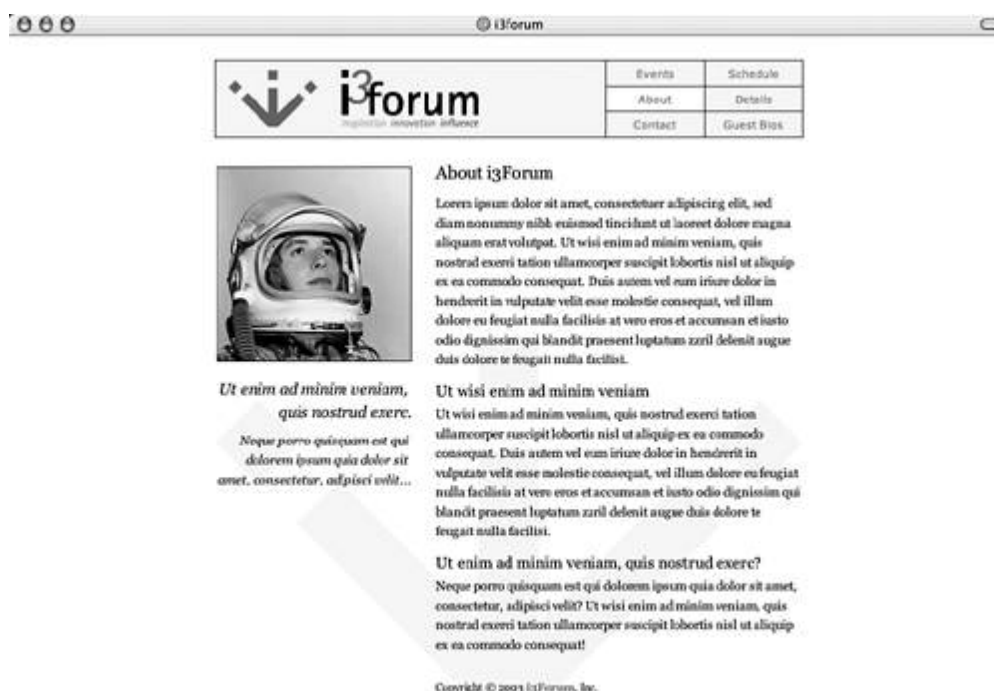 i3forum
i3forum
inspiration innovation influence
Events Schedule
About Details
Contact Guest Bios
About i3Forum
Lorem ipsum dolor sit amet, consectetuer adipiscing elit, sed
diam nonummy nibh euismod tincidunt ut laoreet dolore magna
aliquam erat volutpat. Ut wisi enim ad minim veniam, quis
nostrud exerci tation ullamcorper suscipit lobortis nisl ut aliquip
ex ea commodo consequat. Duis autem vel eum iriure dolor in
hendrerit in vulputate velit esse molestie consequat, vel illum
dolore eu feugiat nulla facilisis at vero eros et accumsan et iusto
odio dignissim qui blandit praesent luptatum zzril delenit augue
duis dolore te feugait nulla facilisi.
Ut enim ad minim veniam,
quis nostrud exerc.
Neque porro quisquam est qui
dolorem ipsum quia dolor sit
amet, consectetur, adipisci velit...
Ut wisi enim ad minim veniam
Ut wisi enim ad minim veniam, quis nostrud exerci tation
ullamcorper suscipit lobortis nisl ut aliquip ex ea commodo
consequat. Duis autem vel eum iriure dolor in hendrerit in
vulputate velit esse molestie consequat, vel illum dolore eu feugiat
nulla facilisis at vero eros et accumsan et iusto odio dignissim qui
blandit praesent luptatum zzril delenit augue duis dolore te
feugait nulla facilisi.
Ut enim ad minim veniam, quis nostrud exerc?
Neque porro quisquam est qui dolorem ipsum quia dolor sit amet,
consectetur, adipisci velit? Ut wisi enim ad minim veniam, quis
nostrud exerci tation ullamcorper suscipit lobortis nisl ut aliquip
ex ea commodo consequat!
Copyright © 2003 i3Forum, Inc.